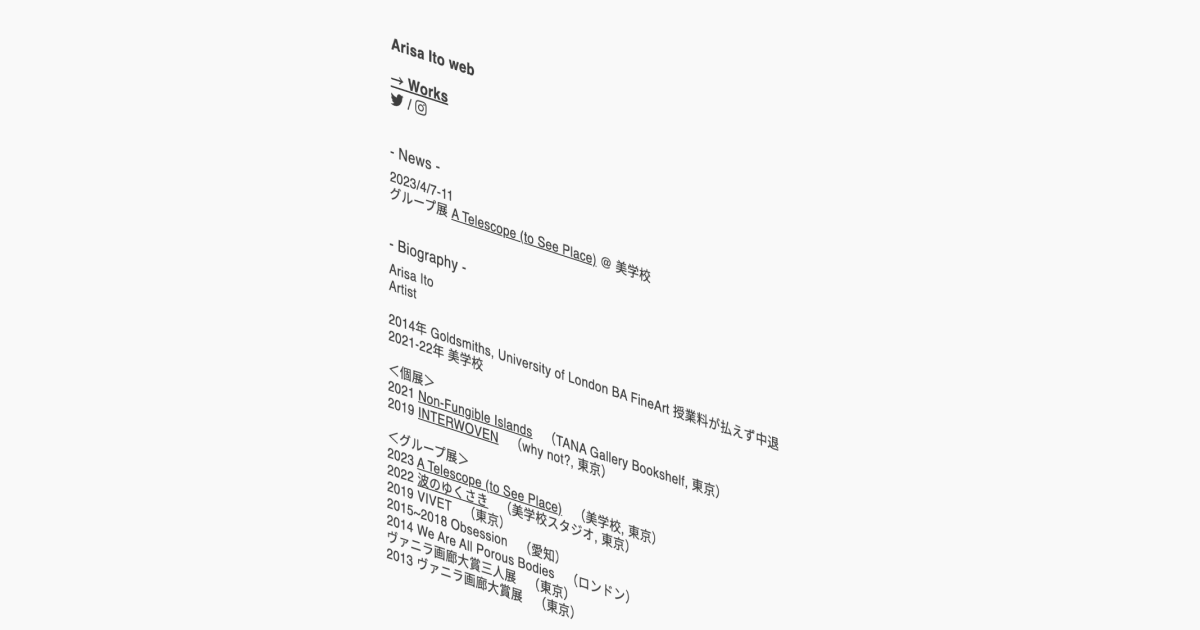 Arisa Ito web
→ Works
/
- News -
2023/4/7-11
グループ展 A Telescope (to See Place) @ 美学校
- Biography -
Arisa Ito
Artist
2014年 Goldsmiths, University of London BA FineArt 授業料が払えず中退
2021-22年 美学校
＜個展＞
2021 Non-Fungible Islands （TANA Gallery Bookshelf, 東京）
2019 INTERWOVEN （why not?, 東京）
＜グループ展＞
2023 A Telescope (to See Place) （美学校, 東京）
2022 波のゆくさき （美学校スタジオ, 東京）
2019 VIVET （東京）
2015~2018 Obsession （愛知）
2014 We Are All Porous Bodies （ロンドン）
ヴァニラ画廊大賞三人展 （東京）
2013 ヴァニラ画廊大賞展 （東京）